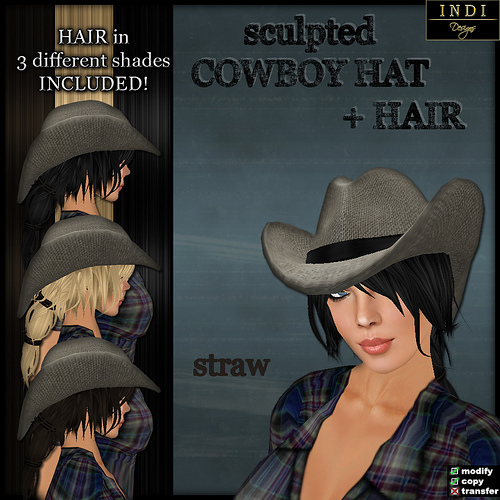 HAIR in
3 different shades
INCLUDED!
sculpted
COWBOY HAT
+ HAIR
INDI
Designs
straw
modify
copy
transfer